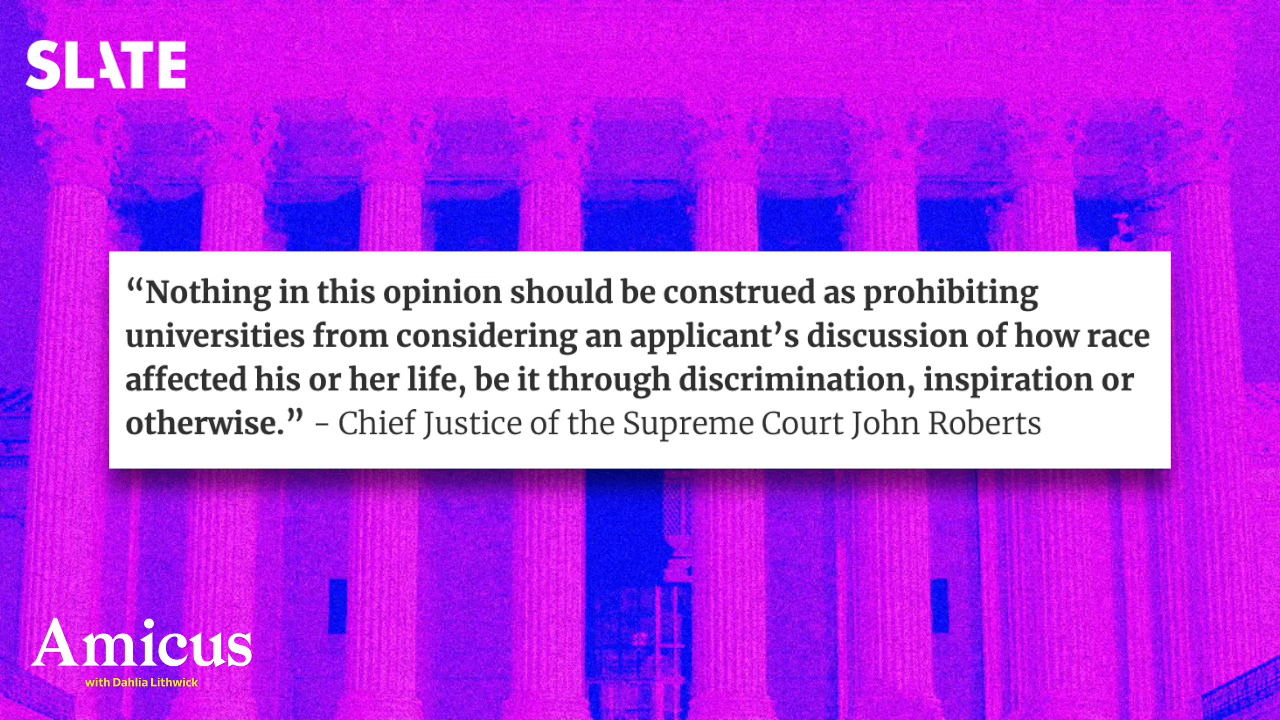 SLATE
“Nothing in this opinion should be construed as prohibiting
universities from considering an applicant’s discussion of how race
affected his or her life, be it through discrimination, inspiration or
otherwise.” - Chief Justice of the Supreme Court John Roberts
Amicus
with Dahlia Lithwick